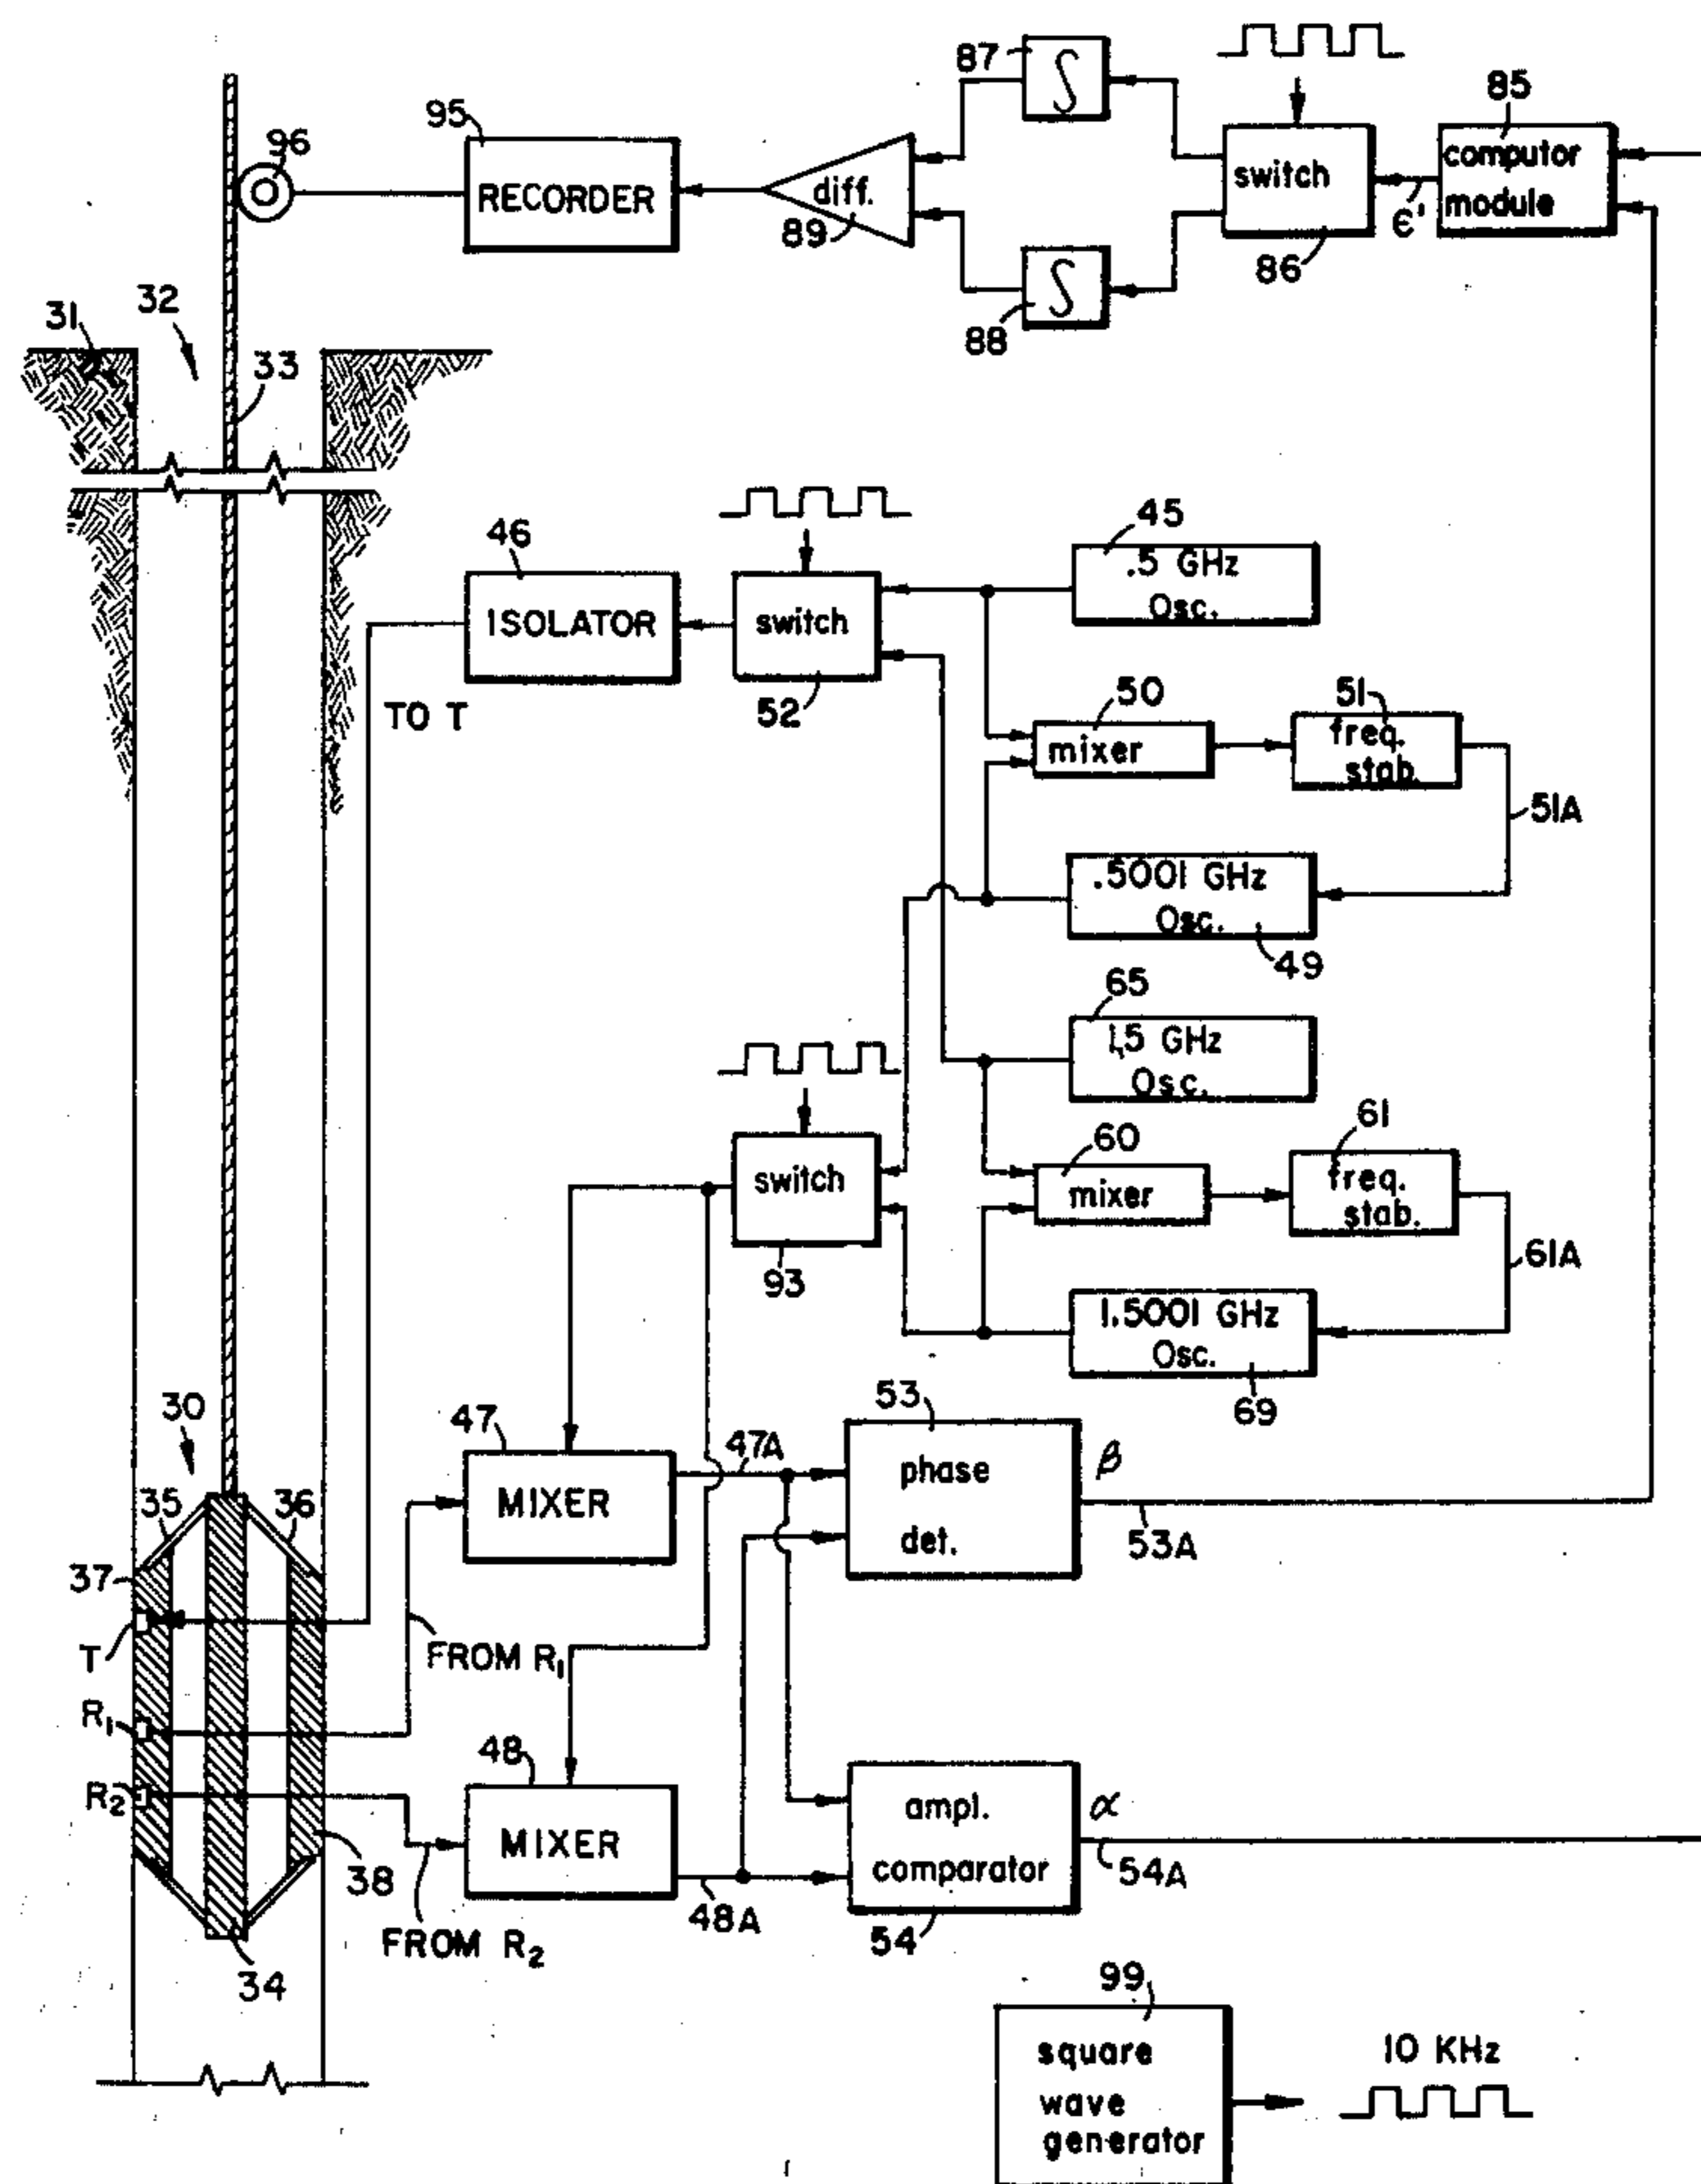 87
85
95
96
RECORDER
diff.
89
∫
∫
88
switch
86
ϵ'
computor
module
31
32
33
46
ISOLATOR
TO T
switch
52
45
.5 GHz
Osc.
50
mixer
51
freq.
stab.
51A
.5001 GHz
Osc.
49
65
1.5 GHz
Osc.
switch
93
60
mixer
61
freq.
stab.
61A
1.5001 GHz
Osc.
69
30
35
36
37
T
R1
R2
38
34
47
MIXER
47A
FROM R1
48
MIXER
48A
FROM R2
53
phase
det.
β
53A
ampl.
comparator
54
α
54A
99
square
wave
generator
10 KHz